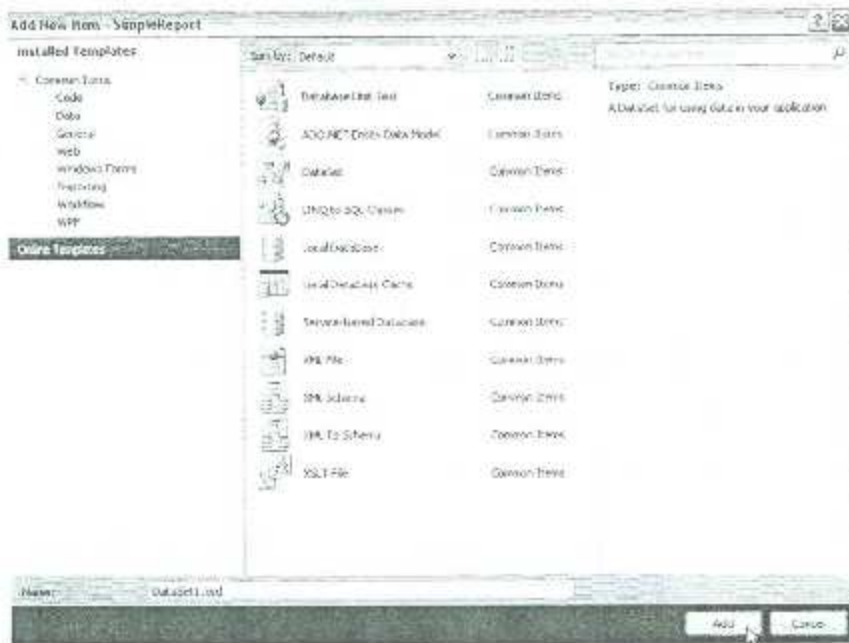 Add New Item - SimpleReport
Installed Templates
Common Items
Code
Data
General
Web
Windows Forms
Reporting
Workflow
WPF
Online Templates
Sort by: Default
Database Unit Test Common Items
ADO.NET Entity Data Model Common Items
DataSet Common Items
LINQ to SQL Classes Common Items
Local Database Common Items
Local Database Cache Common Items
Service-based Database Common Items
XML File Common Items
XML Schema Common Items
XML To Schema Common Items
XSLT File Common Items
Type: Common Items
A DataSet for using data in your application
Name: DataSet1.xsd
Add Cancel